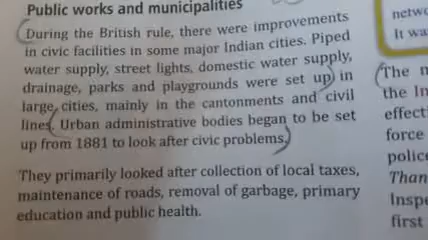 Public works and municipalities
During the British rule, there were improvements
in civic facilities in some major Indian cities. Piped
water supply, street lights, domestic water supply,
drainage, parks and playgrounds were set up in
large cities, mainly in the cantonments and civil
lines. Urban administrative bodies began to be set
up from 1881 to look after civic problems.
They primarily looked after collection of local taxes,
maintenance of roads, removal of garbage, primary
education and public health.
It wa
The
the In
effect
force
police
Than
Inspe
first